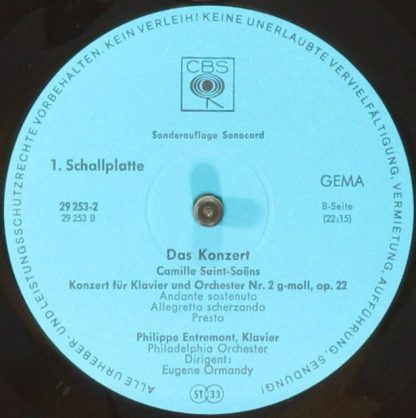 ALLE URHEBER- UND LEISTUNGSSCHUTZRECHTE VORBEHALTEN. KEIN VERLEIH! KEINE UNERLAUBTE VERVIELFÄLTIGUNG, VERMIETUNG, AUFFÜHRUNG, SENDUNG!
CBS
Sonderauflage Sonocord
1. Schallplatte
GEMA
29 253-2
29 253 B
B-Seite
(22:15)
Das Konzert
Camille Saint-Saëns
Konzert für Klavier und Orchester Nr. 2 g-moll, op. 22
Andante sostenuto
Allegretto scherzando
Presto
Philippe Entremont, Klavier
Philadelphia Orchester
Dirigent:
Eugene Ormandy
ST 33